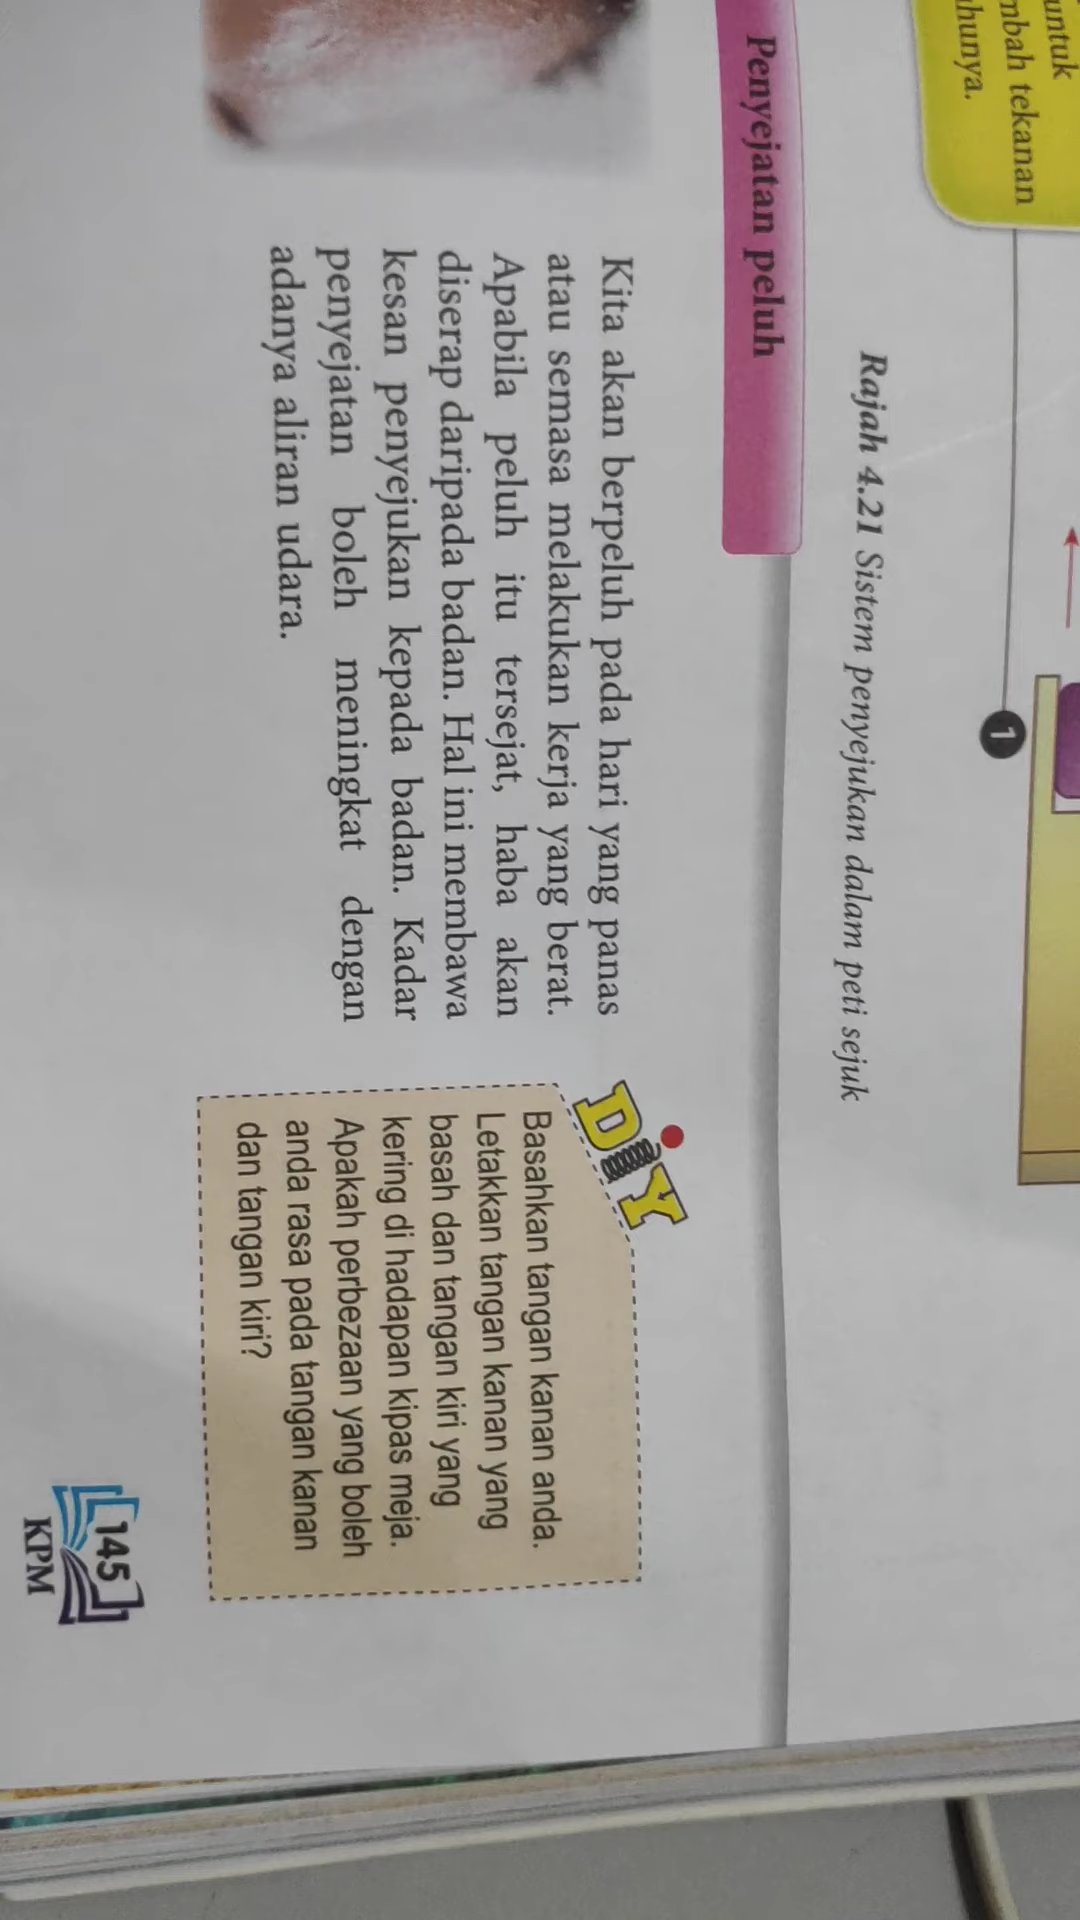 untuk
mbah tekanan
ahunya.
1
Rajah 4.21 Sistem penyejukan dalam peti sejuk
Penyejatan peluh
Kita akan berpeluh pada hari yang panas
atau semasa melakukan kerja yang berat.
Apabila peluh itu tersejat, haba akan
diserap daripada badan. Hal ini membawa
kesan penyejukan kepada badan. Kadar
penyejatan boleh meningkat dengan
adanya aliran udara.
DiY
Basahkan tangan kanan anda.
Letakkan tangan kanan yang
basah dan tangan kiri yang
kering di hadapan kipas meja.
Apakah perbezaan yang boleh
anda rasa pada tangan kanan
dan tangan kiri?
145
KPM